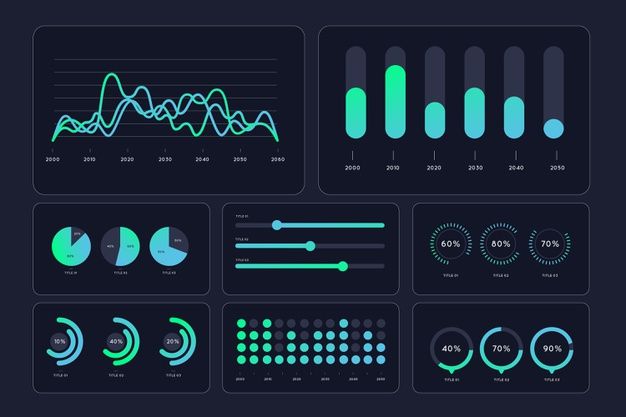 2000 2010 2020 2030 2040 2050 2060
2000 2010 2020 2030 2040 2050
TITLE 01
TITLE 02
TITLE 03
TITLE 01 TITLE 02 TITLE 03
60% 80% 70%
TITLE 01 TITLE 02 TITLE 03
10% 40% 20%
TITLE 01 TITLE 02 TITLE 03
2000 2010 2020 2030 2040 2050
40% 70% 90%
TITLE 01 TITLE 02 TITLE 03